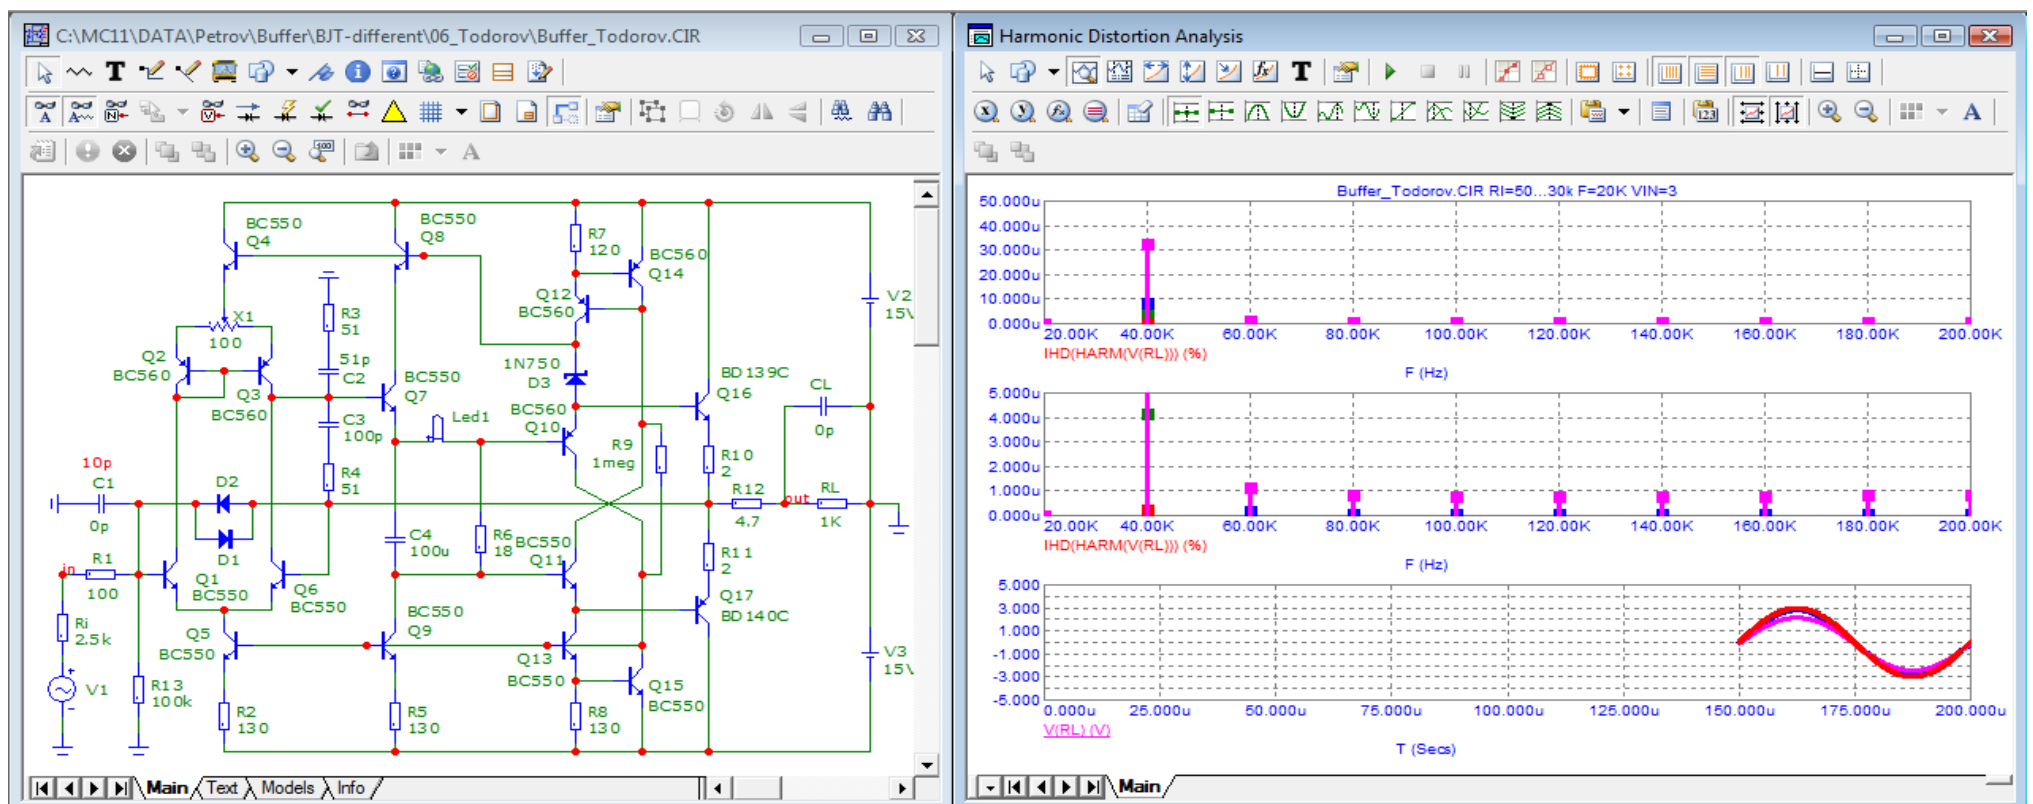 C:\MC11\DATA\Petrov\Buffer\BJT-different\06_Todorov\Buffer_Todorov.CIR
BC550
Q4
BC550
Q8
R7
120
BC560
Q14
Q12
BC560
V2
15V
X1
100
R3
51
Q2
BC560
51p
C2
1N750
D3
BC550
Q7
Q3
BC560
BD139C
Q16
CL
0p
BC560
Q10
Led1
C3
100p
R9
1meg
R10
2
10p
C1
0p
D2
R4
51
R12
4.7
out
RL
1K
D1
C4
100u
R6
18
BC550
Q11
R11
2
in
R1
100
Q1
BC550
Q6
BC550
Q17
BD140C
Ri
2.5k
Q5
BC550
BC550
Q9
Q13
BC550
V3
15V
V1
R13
100k
R2
130
R5
130
R8
130
Q15
BC550
Main
Text
Models
Info
Harmonic Distortion Analysis
Buffer_Todorov.CIR RI=50...30k F=20K VIN=3
50.000u
40.000u
30.000u
20.000u
10.000u
0.000u
20.00K 40.00K 60.00K 80.00K 100.00K 120.00K 140.00K 160.00K 180.00K 200.00K
IHD(HARM(V(RL))) (%)
F (Hz)
5.000u
4.000u
3.000u
2.000u
1.000u
0.000u
20.00K 40.00K 60.00K 80.00K 100.00K 120.00K 140.00K 160.00K 180.00K 200.00K
IHD(HARM(V(RL))) (%)
F (Hz)
5.000
3.000
1.000
-1.000
-3.000
-5.000
0.000u 25.000u 50.000u 75.000u 100.000u 125.000u 150.000u 175.000u 200.000u
V(RL) (V)
T (Secs)
Main